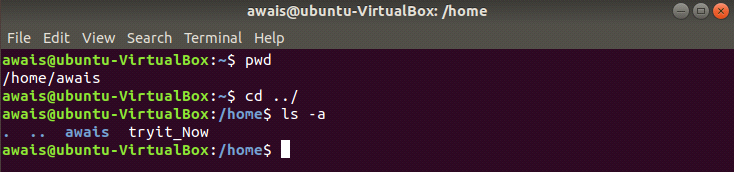 awais@ubuntu-VirtualBox: /home
File Edit View Search Terminal Help
awais@ubuntu-VirtualBox:~$ pwd
/home/awais
awais@ubuntu-VirtualBox:~$ cd ../
awais@ubuntu-VirtualBox:/home$ ls -a
.  ..  awais  tryit_Now
awais@ubuntu-VirtualBox:/home$